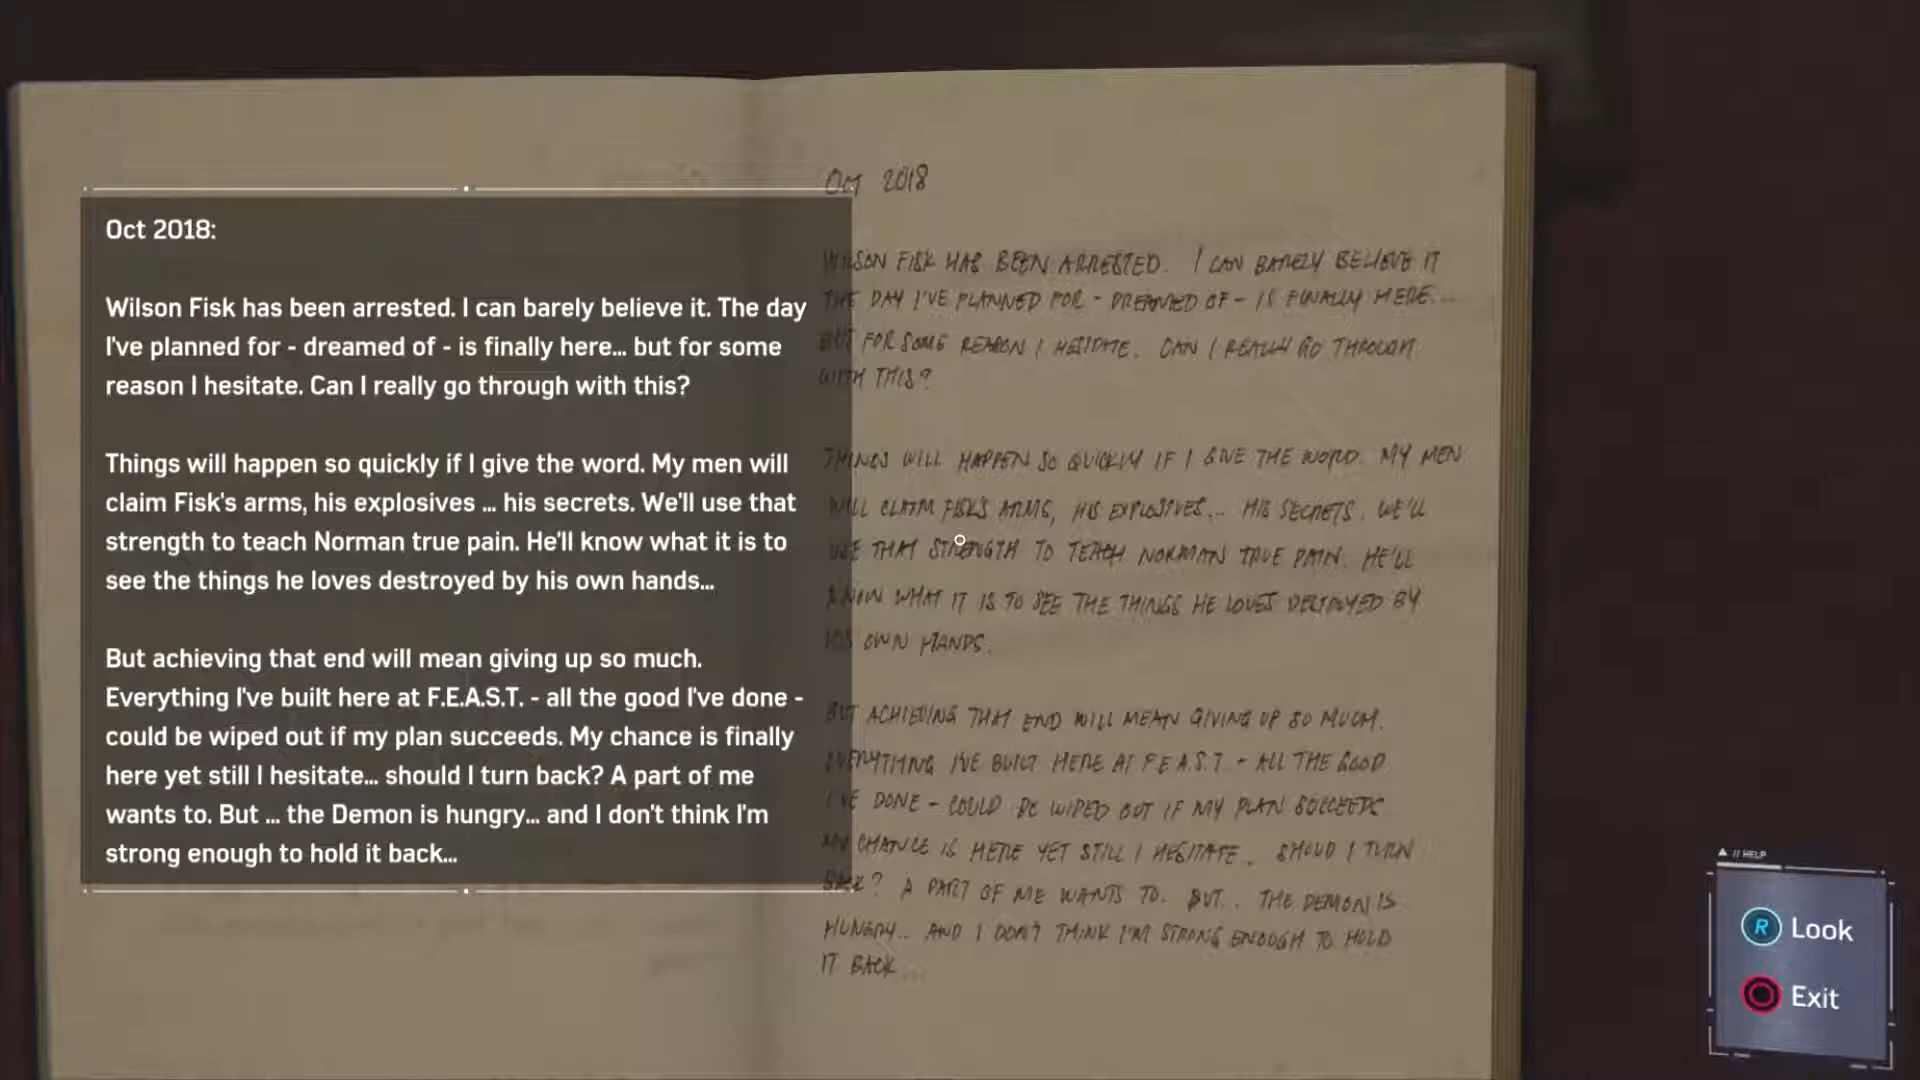 Oct 2018:
Wilson Fisk has been arrested. I can barely believe it. The day
I've planned for - dreamed of - is finally here... but for some
reason I hesitate. Can I really go through with this?
Things will happen so quickly if I give the word. My men will
claim Fisk's arms, his explosives ... his secrets. We'll use that
strength to teach Norman true pain. He'll know what it is to
see the things he loves destroyed by his own hands...
But achieving that end will mean giving up so much.
Everything I've built here at F.E.A.S.T. - all the good I've done -
could be wiped out if my plan succeeds. My chance is finally
here yet still I hesitate... should I turn back? A part of me
wants to. But ... the Demon is hungry... and I don't think I'm
strong enough to hold it back...
Oct 2018
WILSON FISK HAS BEEN ARRESTED. I CAN BARELY BELIEVE IT
THE DAY I'VE PLANNED FOR - DREAMED OF - IS FINALLY HERE...
BUT FOR SOME REASON I HESITATE. CAN I REALLY GO THROUGH
WITH THIS?
THINGS WILL HAPPEN SO QUICKLY IF I GIVE THE WORD. MY MEN
WILL CLAIM FISK'S ARMS, HIS EXPLOSIVES... HIS SECRETS. WE'LL
USE THAT STRENGTH TO TEACH NORMAN TRUE PAIN. HE'LL
KNOW WHAT IT IS TO SEE THE THINGS HE LOVES DESTROYED BY
HIS OWN HANDS.
BUT ACHIEVING THAT END WILL MEAN GIVING UP SO MUCH.
EVERYTHING I'VE BUILT HERE AT F.E.A.S.T. - ALL THE GOOD
I'VE DONE - COULD BE WIPED OUT IF MY PLAN SUCCEEDS
MY CHANCE IS HERE YET STILL I HESITATE. SHOUD I TURN
BACK? A PART OF ME WANTS TO. BUT.. THE DEMON IS
HUNGRY... AND I DON'T THINK I'M STRONG ENOUGH TO HOLD
IT BACK...
// HELP
R Look
Exit